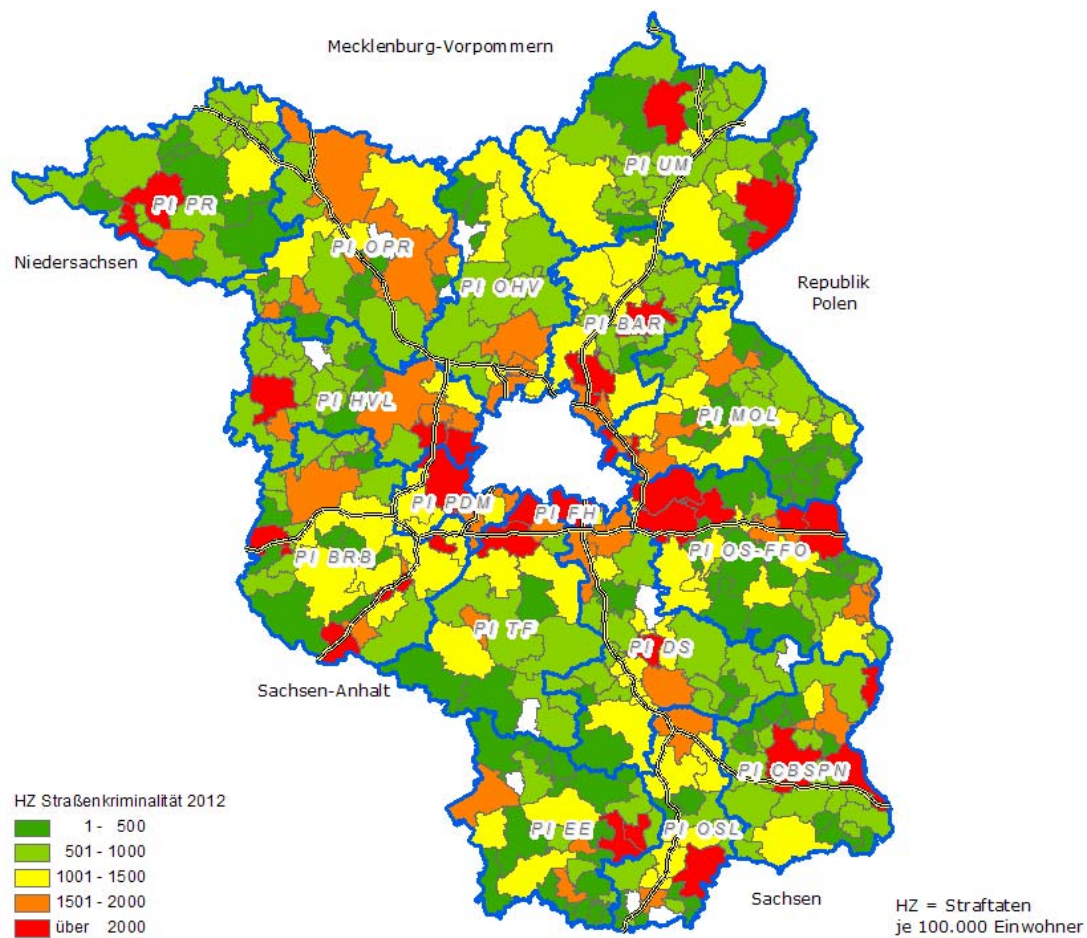 Mecklenburg-Vorpommern
PI UM
PI PR
PI OPR
Niedersachsen
PI OHV
Republik
Polen
PI BAR
PI HVL
PI MOL
PI PDM
PI FH
PI OS-FFO
PI BRB
PI TF
PI DS
Sachsen-Anhalt
PI CBSPN
HZ Straßenkriminalität 2012
1 - 500
501 - 1000
1001 - 1500
1501 - 2000
über 2000
PI EE
PI OSL
Sachsen
HZ = Straftaten
je 100.000 Einwohner